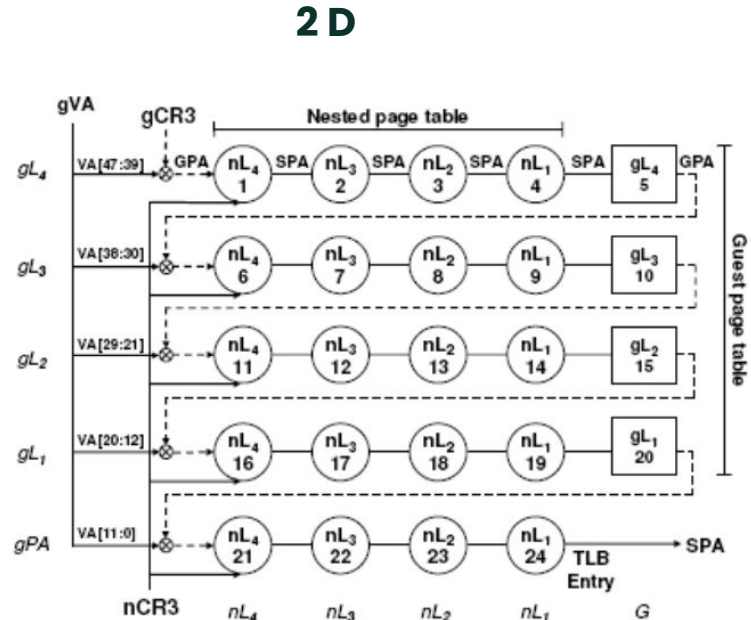 2 D
gVA
gCR3
Nested page table
gL4 VA[47:39] GPA nL4 1 SPA nL3 2 SPA nL2 3 SPA nL1 4 SPA gL4 5 GPA
gL3 VA[38:30] nL4 6 nL3 7 nL2 8 nL1 9 gL3 10
Guest page table
gL2 VA[29:21] nL4 11 nL3 12 nL2 13 nL1 14 gL2 15
gL1 VA[20:12] nL4 16 nL3 17 nL2 18 nL1 19 gL1 20
gPA VA[11:0] nL4 21 nL3 22 nL2 23 nL1 24 SPA
TLB
Entry
nCR3 nL4 nL3 nL2 nL1 G